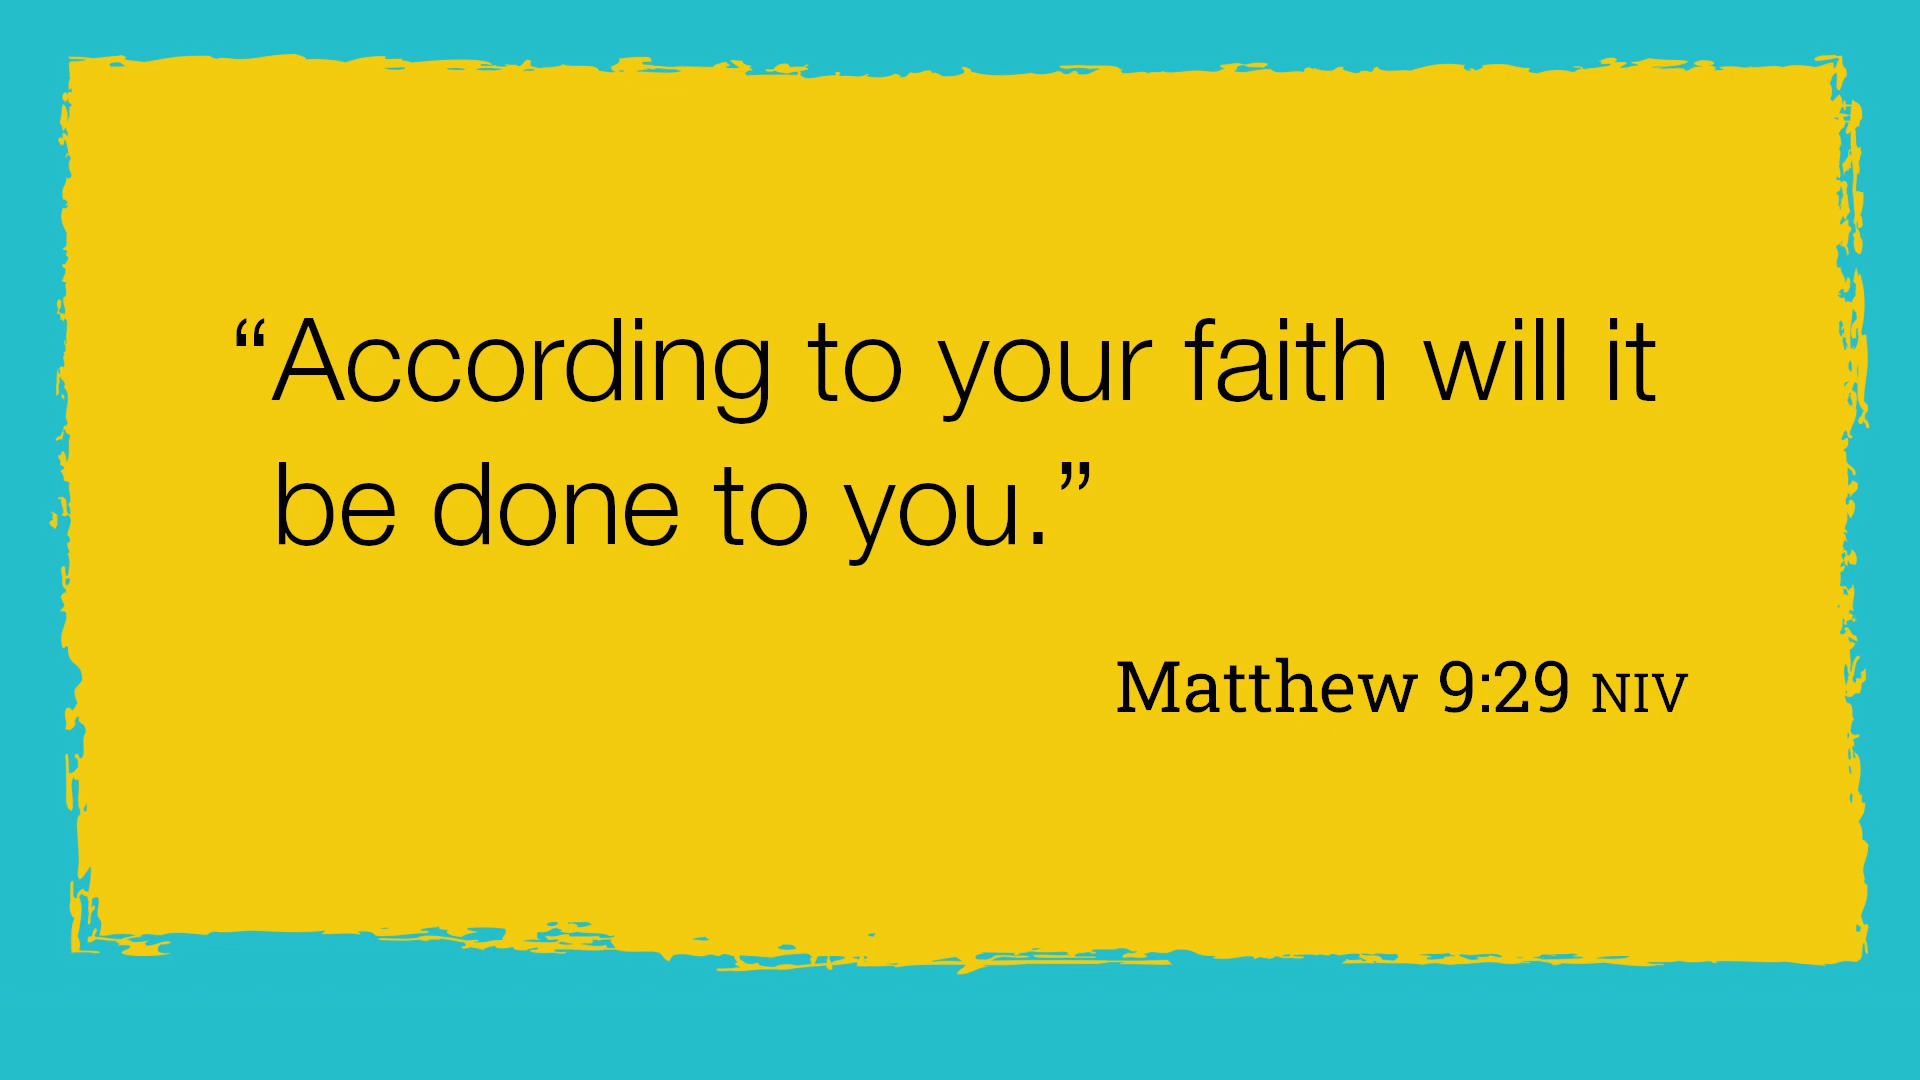 “According to your faith will it
be done to you.”
Matthew 9:29 NIV